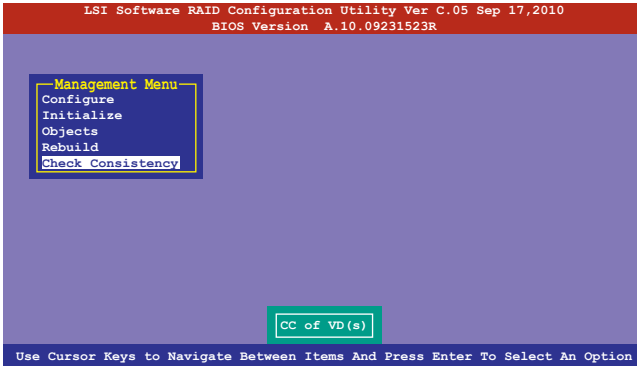 LSI Software RAID Configuration Utility Ver C.05 Sep 17,2010
BIOS Version A.10.09231523R
Management Menu
Configure
Initialize
Objects
Rebuild
Check Consistency
CC of VD(s)
Use Cursor Keys to Navigate Between Items And Press Enter To Select An Option